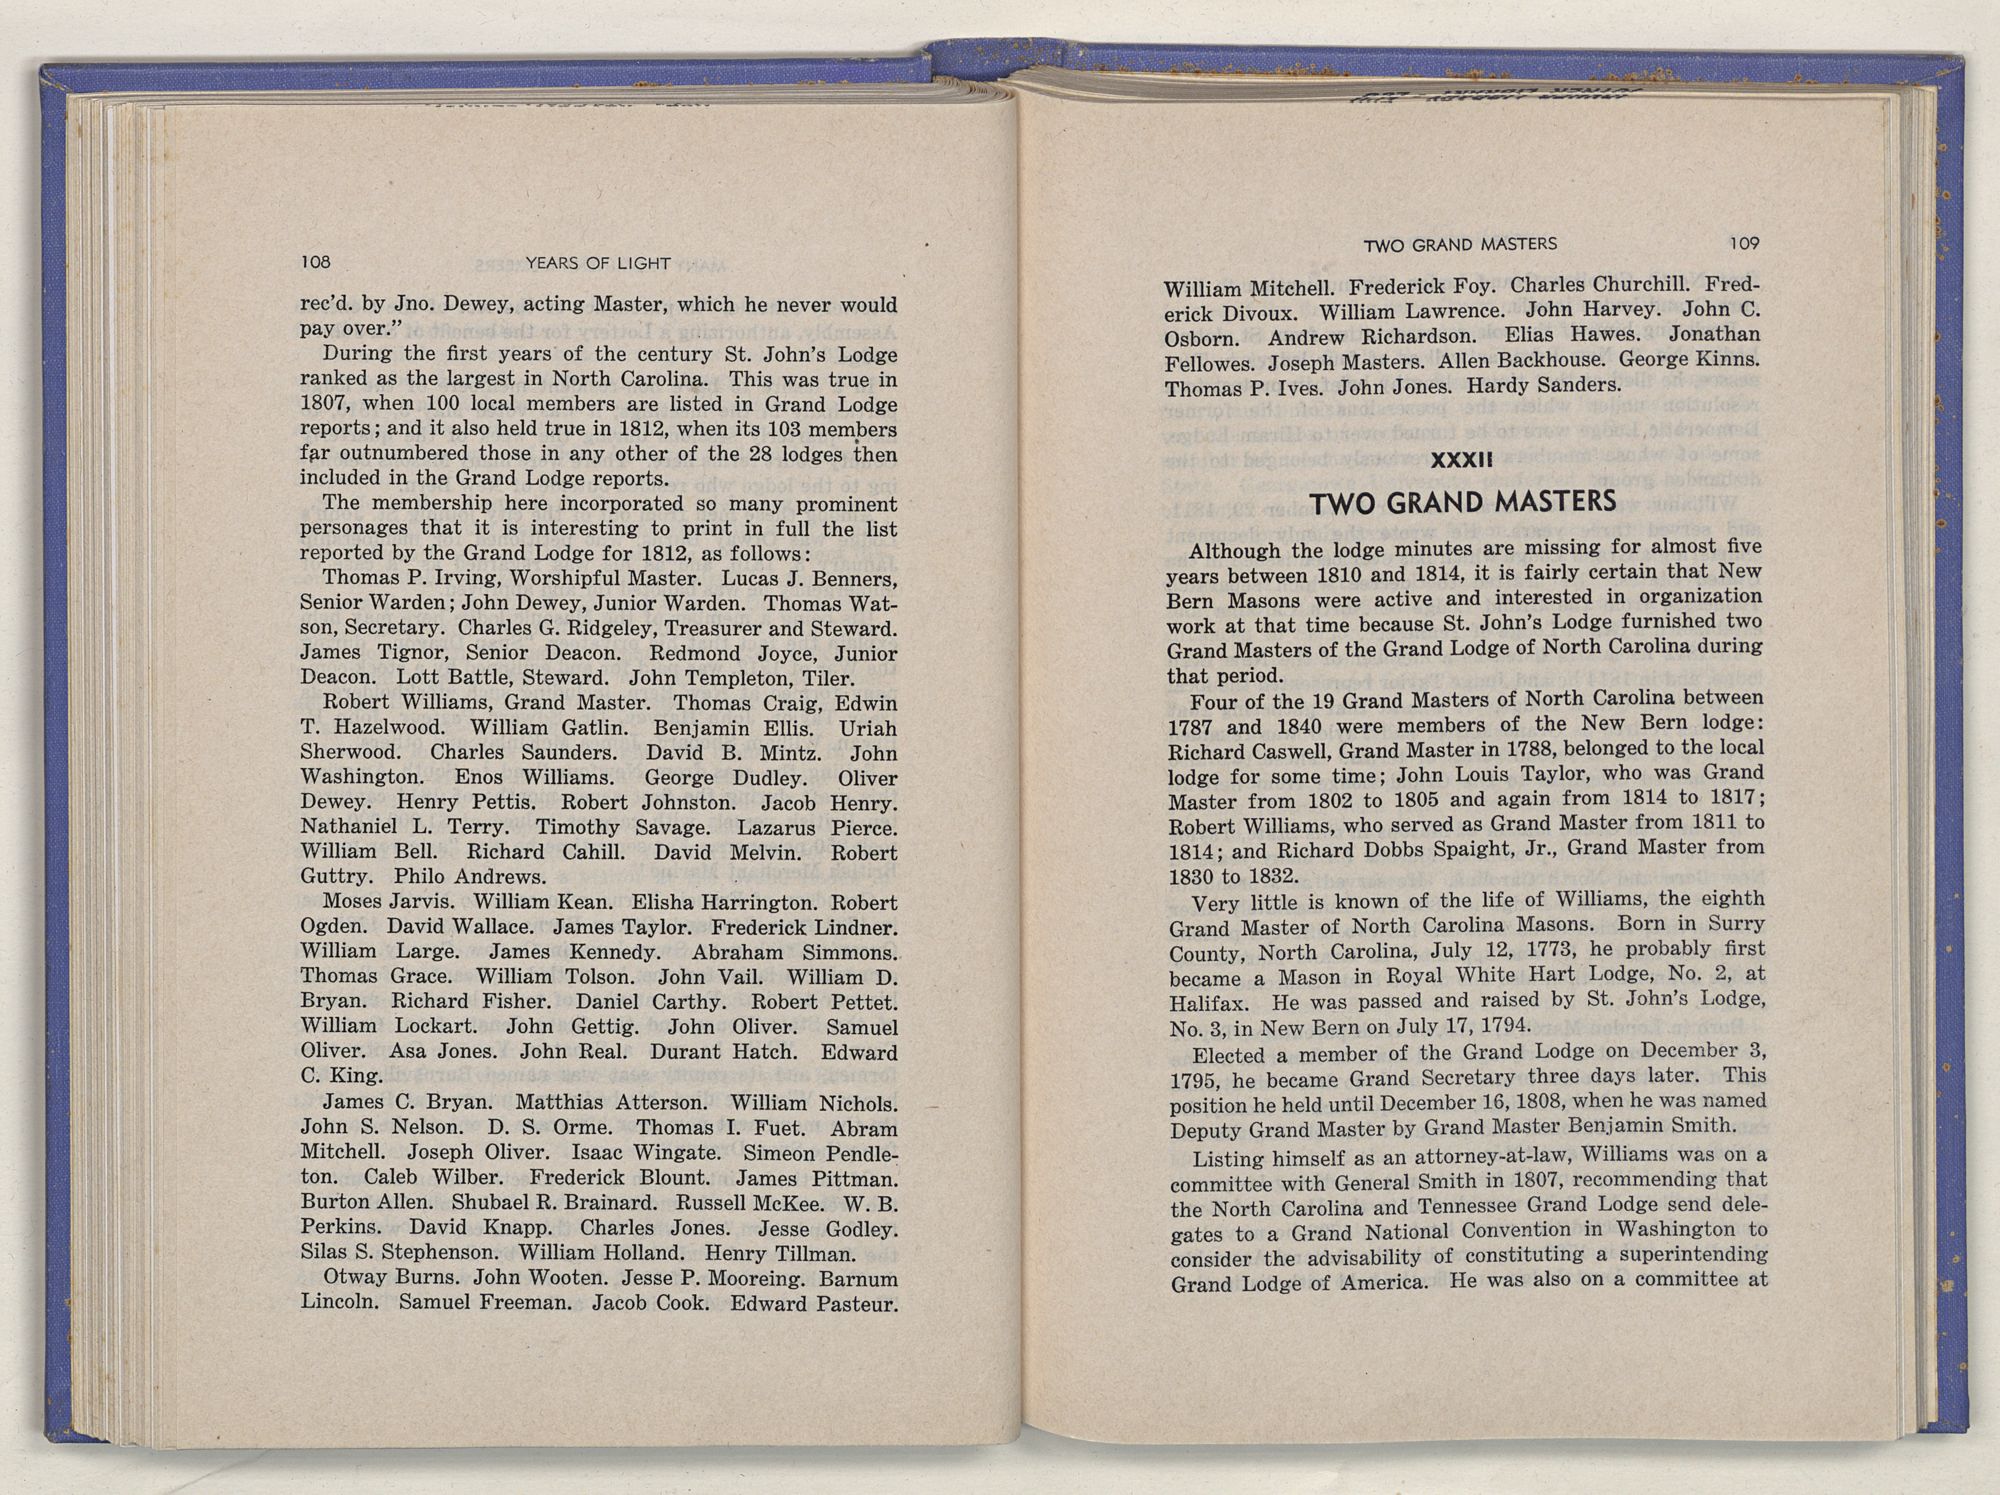 108 YEARS OF LIGHT
rec'd. by Jno. Dewey, acting Master, which he never would
pay over.”
During the first years of the century St. John's Lodge
ranked as the largest in North Carolina. This was true in
1807, when 100 local members are listed in Grand Lodge
reports; and it also held true in 1812, when its 103 members
far outnumbered those in any other of the 28 lodges then
included in the Grand Lodge reports.
The membership here incorporated so many prominent
personages that it is interesting to print in full the list
reported by the Grand Lodge for 1812, as follows:
Thomas P. Irving, Worshipful Master. Lucas J. Benners,
Senior Warden; John Dewey, Junior Warden. Thomas Wat-
son, Secretary. Charles G. Ridgeley, Treasurer and Steward.
James Tignor, Senior Deacon. Redmond Joyce, Junior
Deacon. Lott Battle, Steward. John Templeton, Tiler.
Robert Williams, Grand Master. Thomas Craig, Edwin
T. Hazelwood. William Gatlin. Benjamin Ellis. Uriah
Sherwood. Charles Saunders. David B. Mintz. John
Washington. Enos Williams. George Dudley. Oliver
Dewey. Henry Pettis. Robert Johnston. Jacob Henry.
Nathaniel L. Terry. Timothy Savage. Lazarus Pierce.
William Bell. Richard Cahill. David Melvin. Robert
Guttry. Philo Andrews.
Moses Jarvis. William Kean. Elisha Harrington. Robert
Ogden. David Wallace. James Taylor. Frederick Lindner.
William Large. James Kennedy. Abraham Simmons.
Thomas Grace. William Tolson. John Vail. William D.
Bryan. Richard Fisher. Daniel Carthy. Robert Pettet.
William Lockart. John Gettig. John Oliver. Samuel
Oliver. Asa Jones. John Real. Durant Hatch. Edward
C. King.
James C. Bryan. Matthias Atterson. William Nichols.
John S. Nelson. D. S. Orme. Thomas I. Fuet. Abram
Mitchell. Joseph Oliver. Isaac Wingate. Simeon Pendle-
ton. Caleb Wilber. Frederick Blount. James Pittman.
Burton Allen. Shubael R. Brainard. Russell McKee. W. B.
Perkins. David Knapp. Charles Jones. Jesse Godley.
Silas S. Stephenson. William Holland. Henry Tillman.
Otway Burns. John Wooten. Jesse P. Mooreing. Barnum
Lincoln. Samuel Freeman. Jacob Cook. Edward Pasteur.
TWO GRAND MASTERS 109
William Mitchell. Frederick Foy. Charles Churchill. Fred-
erick Divoux. William Lawrence. John Harvey. John C.
Osborn. Andrew Richardson. Elias Hawes. Jonathan
Fellowes. Joseph Masters. Allen Backhouse. George Kinns.
Thomas P. Ives. John Jones. Hardy Sanders.
XXXII
TWO GRAND MASTERS
Although the lodge minutes are missing for almost five
years between 1810 and 1814, it is fairly certain that New
Bern Masons were active and interested in organization
work at that time because St. John's Lodge furnished two
Grand Masters of the Grand Lodge of North Carolina during
that period.
Four of the 19 Grand Masters of North Carolina between
1787 and 1840 were members of the New Bern lodge:
Richard Caswell, Grand Master in 1788, belonged to the local
lodge for some time; John Louis Taylor, who was Grand
Master from 1802 to 1805 and again from 1814 to 1817;
Robert Williams, who served as Grand Master from 1811 to
1814; and Richard Dobbs Spaight, Jr., Grand Master from
1830 to 1832.
Very little is known of the life of Williams, the eighth
Grand Master of North Carolina Masons. Born in Surry
County, North Carolina, July 12, 1773, he probably first
became a Mason in Royal White Hart Lodge, No. 2, at
Halifax. He was passed and raised by St. John's Lodge,
No. 3, in New Bern on July 17, 1794.
Elected a member of the Grand Lodge on December 3,
1795, he became Grand Secretary three days later. This
position he held until December 16, 1808, when he was named
Deputy Grand Master by Grand Master Benjamin Smith.
Listing himself as an attorney-at-law, Williams was on a
committee with General Smith in 1807, recommending that
the North Carolina and Tennessee Grand Lodge send dele-
gates to a Grand National Convention in Washington to
consider the advisability of constituting a superintending
Grand Lodge of America. He was also on a committee at